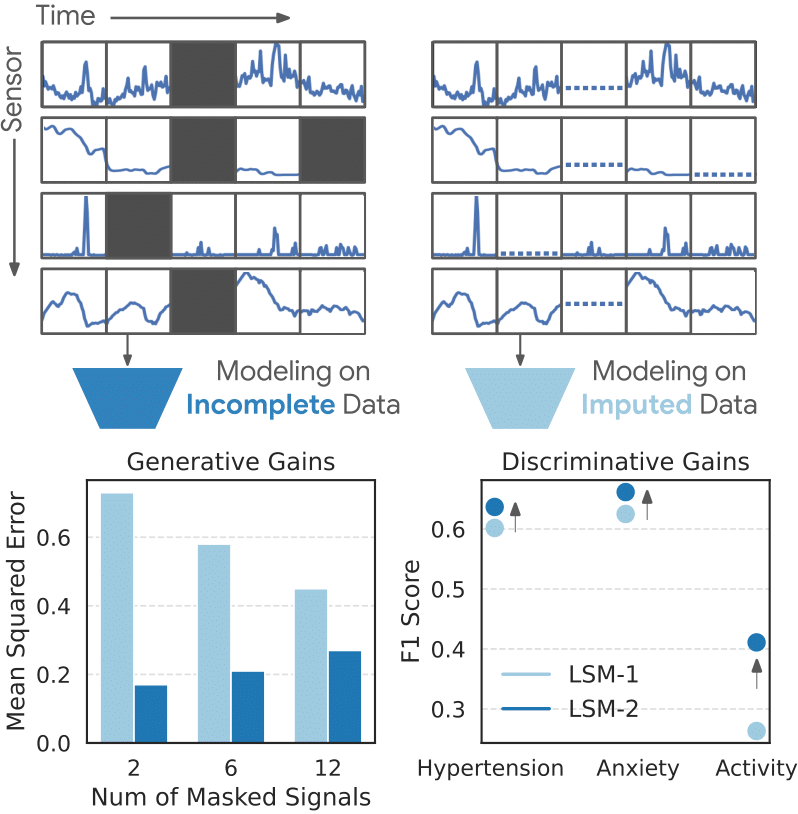 Time
Sensor
Modeling on
Incomplete Data
Modeling on
Imputed Data
Generative Gains
Mean Squared Error
0.6
0.4
0.2
0.0
2 6 12
Num of Masked Signals
Discriminative Gains
F1 Score
0.6
0.5
0.4
0.3
LSM-1
LSM-2
Hypertension Anxiety Activity